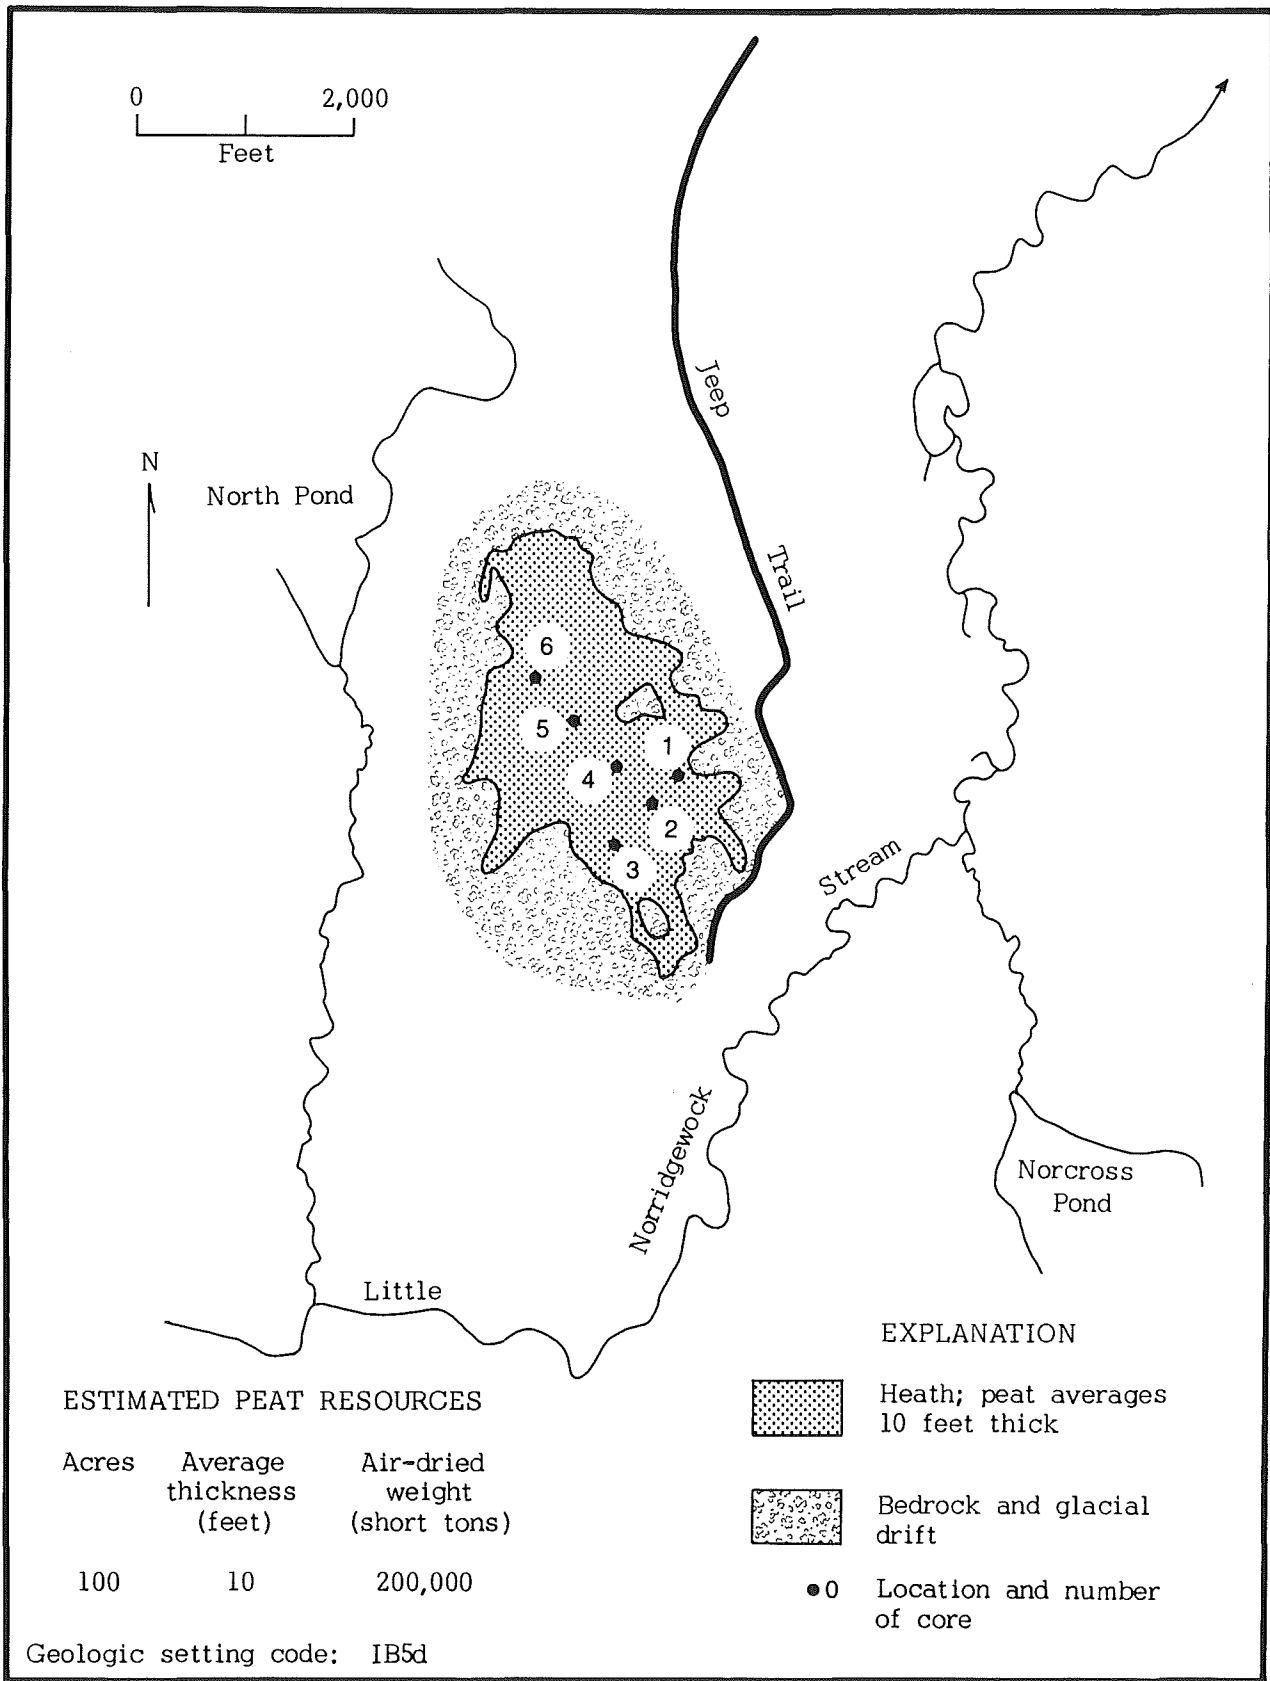 0 2,000
Feet
Jeep
Trail
N
North Pond
6
5
1
4
2
3
Stream
Norridgewock
Norcross
Pond
Little
EXPLANATION
Heath; peat averages
10 feet thick
Bedrock and glacial
drift
0 Location and number
of core
ESTIMATED PEAT RESOURCES
Acres Average Air-dried
thickness weight
(feet) (short tons)
100 10 200,000
Geologic setting code: IB5d